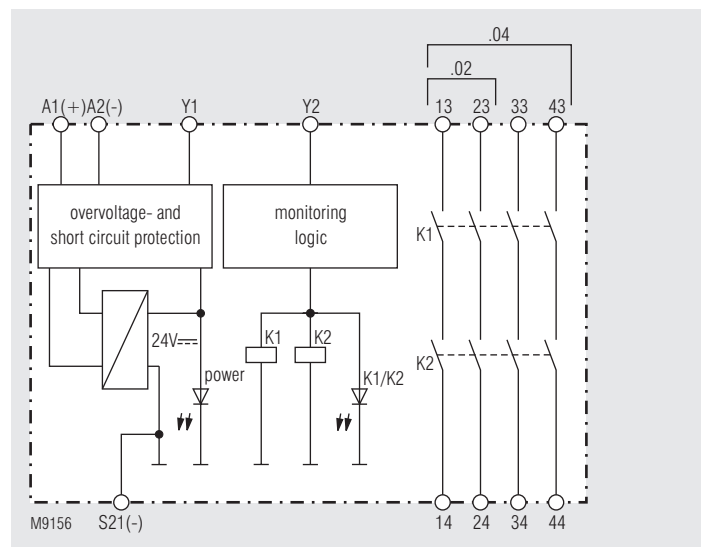 .04
.02
A1(+) A2(-) Y1 Y2 13 23 33 43
overvoltage- and
short circuit protection
monitoring
logic
K1
24V
K1 K2
K2
power
K1/K2
M9156 S21(-) 14 24 34 44